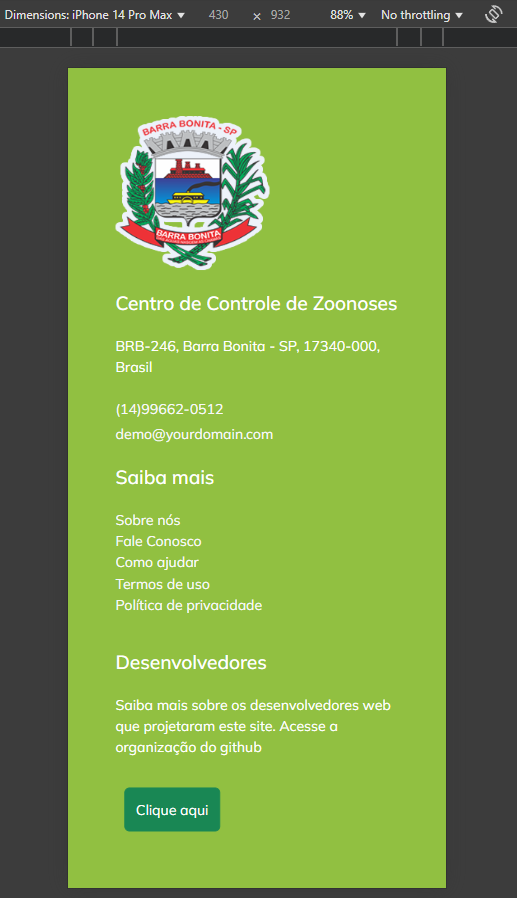 Dimensions: iPhone 14 Pro Max ▼ 430 × 932 88% ▼ No throttling ▼
BARRA BONITA - SP
BARRA BONITA
Centro de Controle de Zoonoses
BRB-246, Barra Bonita - SP, 17340-000,
Brasil
(14)99662-0512
demo@yourdomain.com
Saiba mais
Sobre nós
Fale Conosco
Como ajudar
Termos de uso
Política de privacidade
Desenvolvedores
Saiba mais sobre os desenvolvedores web
que projetaram este site. Acesse a
organização do github
Clique aqui